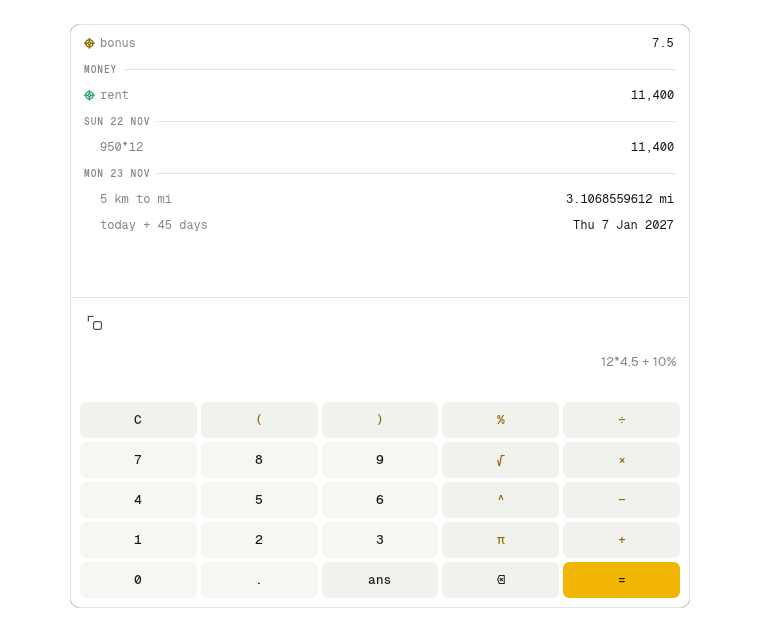 bonus 7.5
MONEY
rent 11,400
SUN 22 NOV
950*12 11,400
MON 23 NOV
5 km to mi 3.1068559612 mi
today + 45 days Thu 7 Jan 2027
12*4.5 + 10%
C ( ) % ÷
7 8 9 √ ×
4 5 6 ^ −
1 2 3 π +
0 . ans =